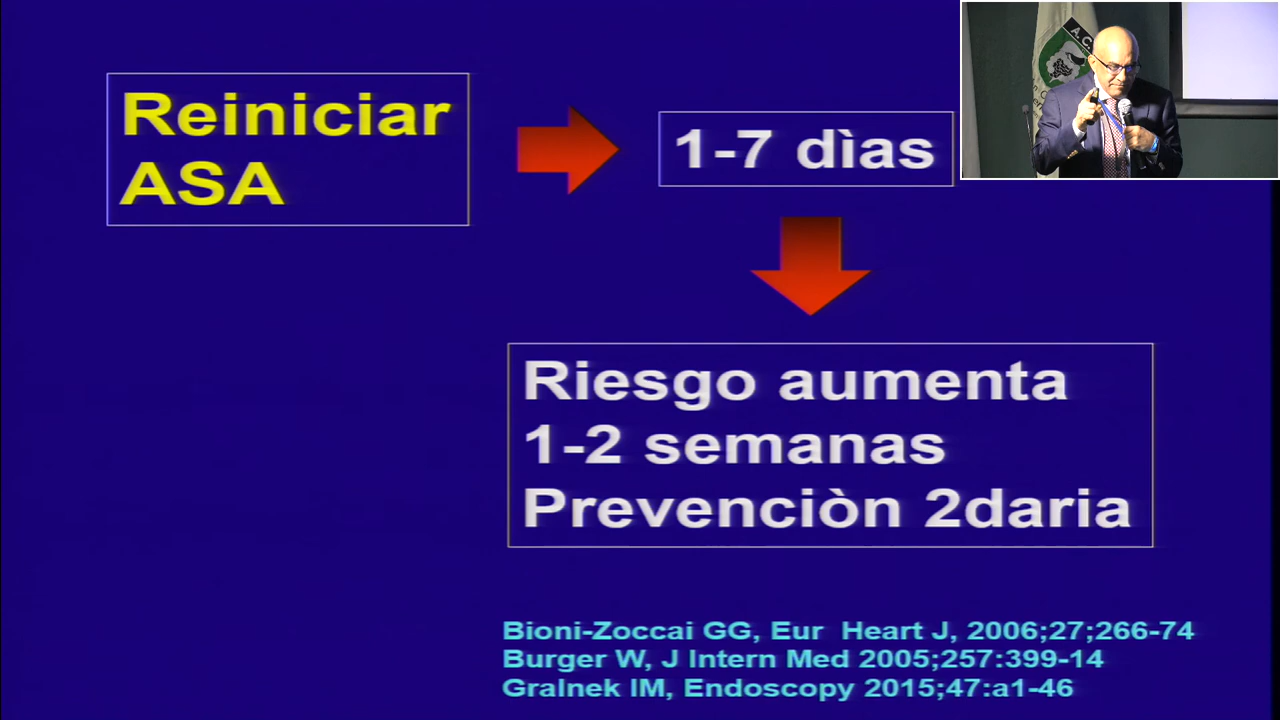 Reiniciar
ASA
1-7 dìas
Riesgo aumenta
1-2 semanas
Prevenciòn 2daria
Bioni-Zoccai GG, Eur Heart J, 2006;27;266-74
Burger W, J Intern Med 2005;257:399-14
Gralnek IM, Endoscopy 2015;47:a1-46
A. C.